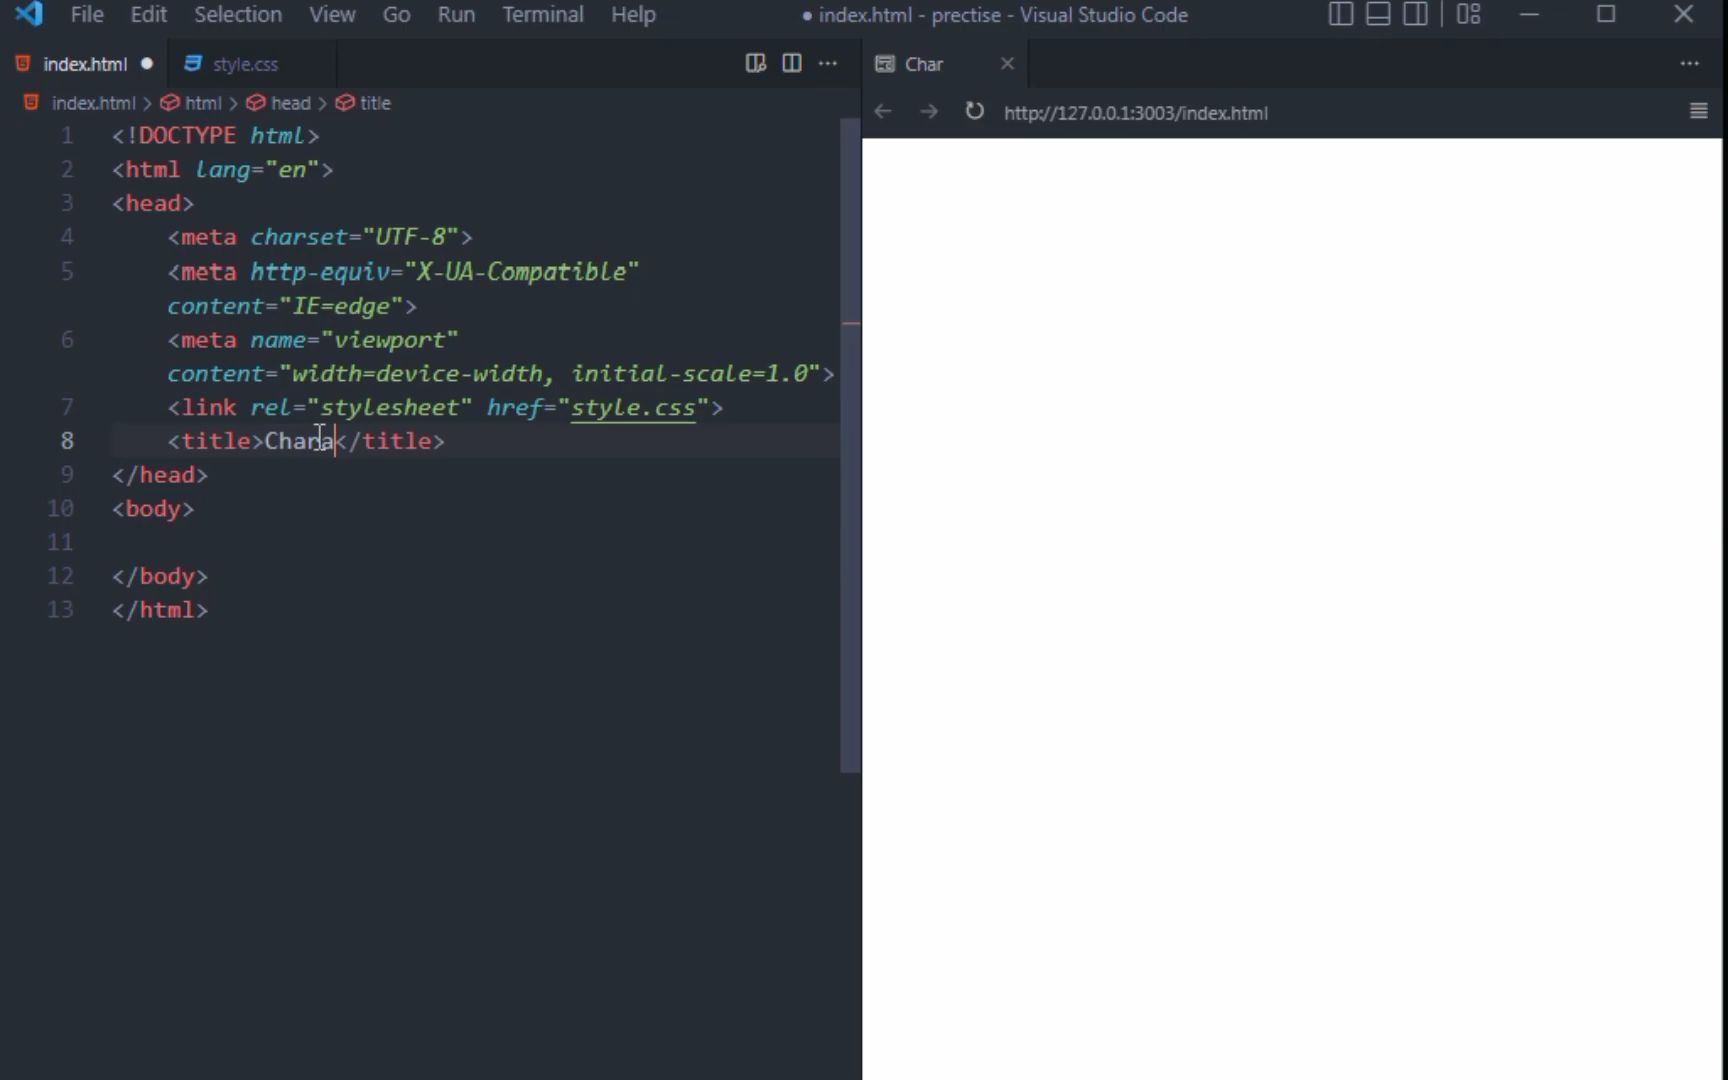 File Edit Selection View Go Run Terminal Help
● index.html - prectise - Visual Studio Code
index.html ●
style.css
···
index.html > html > head > title
1 <!DOCTYPE html>
2 <html lang="en">
3 <head>
4 <meta charset="UTF-8">
5 <meta http-equiv="X-UA-Compatible"
content="IE=edge">
6 <meta name="viewport"
content="width=device-width, initial-scale=1.0">
7 <link rel="stylesheet" href="style.css">
8 <title>Chara</title>
9 </head>
10 <body>
11
12 </body>
13 </html>
Char
···
http://127.0.0.1:3003/index.html